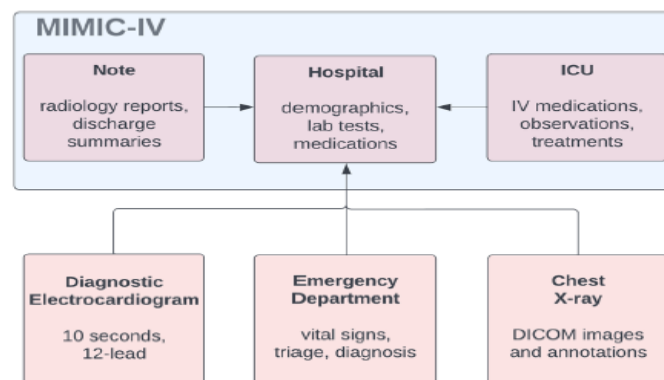 MIMIC-IV
Note
radiology reports,
discharge
summaries
Hospital
demographics,
lab tests,
medications
ICU
IV medications,
observations,
treatments
Diagnostic
Electrocardiogram
10 seconds,
12-lead
Emergency
Department
vital signs,
triage, diagnosis
Chest
X-ray
DICOM images
and annotations